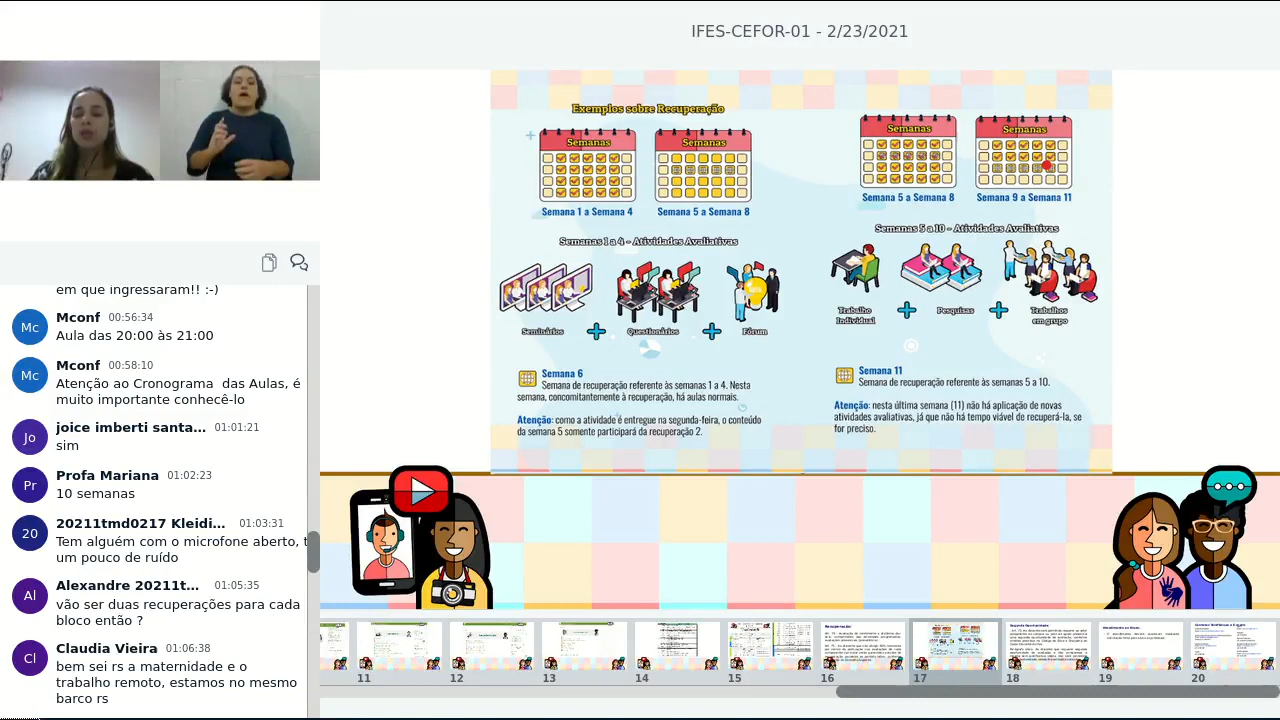 IFES-CEFOR-01 - 2/23/2021
em que ingressaram!! :-)
Mc
Mconf 00:56:34
Aula das 20:00 às 21:00
Mc
Mconf 00:58:10
Atenção ao Cronograma das Aulas, é
muito importante conhecê-lo
Jo
joice imberti santa... 01:01:21
sim
Pr
Profa Mariana 01:02:23
10 semanas
20
20211tmd0217 Kleidi... 01:03:31
Tem alguém com o microfone aberto, t
um pouco de ruído
Al
Alexandre 20211t... 01:05:35
vão ser duas recuperações para cada
bloco então ?
Cl
Claudia Vieira 01:06:38
bem sei rs a maternidade e o
trabalho remoto, estamos no mesmo
barco rs
Exemplos sobre Recuperação
Semanas
Semanas
Semana 1 a Semana 4
Semana 5 a Semana 8
Semanas 1 a 4 - Atividades Avaliativas
Seminários
Questionários
Fórum
Semana 6
Semana de recuperação referente às semanas 1 a 4. Nesta
semana, concomitantemente à recuperação, há aulas normais.
Atenção: como a atividade é entregue na segunda-feira, o conteúdo
da semana 5 somente participará da recuperação 2.
Semanas
Semanas
Semana 5 a Semana 8
Semana 9 a Semana 11
Semanas 5 a 10 - Atividades Avaliativas
Trabalho
Individual
Pesquisas
Trabalhos
em grupo
Semana 11
Semana de recuperação referente às semanas 5 a 10.
Atenção: nesta última semana (11) não há aplicação de novas
atividades avaliativas, já que não há tempo viável de recuperá-la, se
for preciso.
Recuperação
11
12
13
14
15
16
17
18
19
20